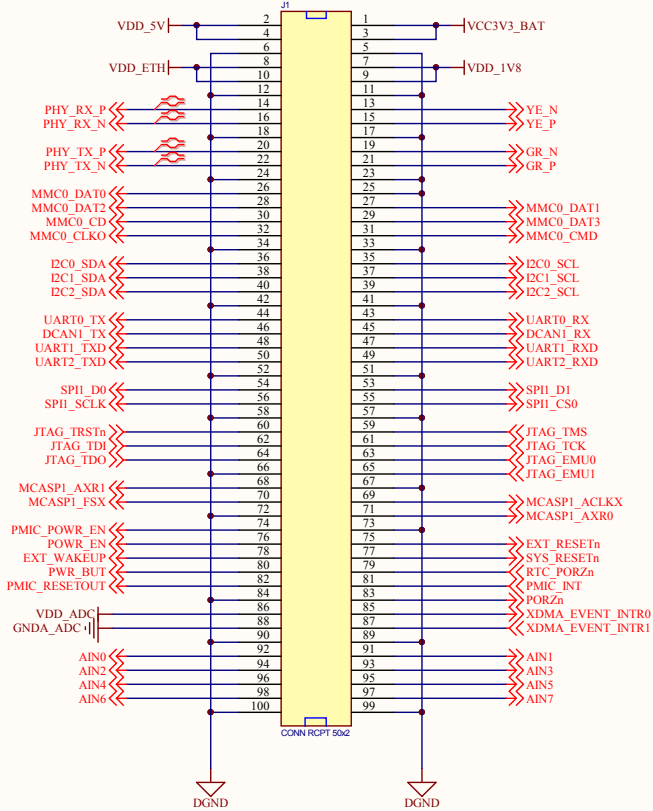 J1
VDD_5V 2 1 VCC3V3_BAT
4 3
6 5
VDD_ETH 8 7 VDD_1V8
10 9
12 11
PHY_RX_P 14 13 YE_N
PHY_RX_N 16 15 YE_P
18 17
PHY_TX_P 20 19 GR_N
PHY_TX_N 22 21 GR_P
24 23
MMC0_DAT0 26 25
MMC0_DAT2 28 27 MMC0_DAT1
MMC0_CD 30 29 MMC0_DAT3
MMC0_CLKO 32 31 MMC0_CMD
34 33
I2C0_SDA 36 35 I2C0_SCL
I2C1_SDA 38 37 I2C1_SCL
I2C2_SDA 40 39 I2C2_SCL
42 41
UART0_TX 44 43 UART0_RX
DCAN1_TX 46 45 DCAN1_RX
UART1_TXD 48 47 UART1_RXD
UART2_TXD 50 49 UART2_RXD
52 51
SPI1_D0 54 53 SPI1_D1
SPI1_SCLK 56 55 SPI1_CS0
58 57
JTAG_TRSTn 60 59 JTAG_TMS
JTAG_TDI 62 61 JTAG_TCK
JTAG_TDO 64 63 JTAG_EMU0
66 65 JTAG_EMU1
MCASP1_AXR1 68 67
MCASP1_FSX 70 69 MCASP1_ACLKX
72 71 MCASP1_AXR0
PMIC_POWR_EN 74 73
POWR_EN 76 75 EXT_RESETn
EXT_WAKEUP 78 77 SYS_RESETn
PWR_BUT 80 79 RTC_PORZn
PMIC_RESETOUT 82 81 PMIC_INT
84 83 PORZn
VDD_ADC 86 85 XDMA_EVENT_INTR0
GNDA_ADC 88 87 XDMA_EVENT_INTR1
90 89
AIN0 92 91 AIN1
AIN2 94 93 AIN3
AIN4 96 95 AIN5
AIN6 98 97 AIN7
100 99
CONN RCPT 50x2
DGND DGND